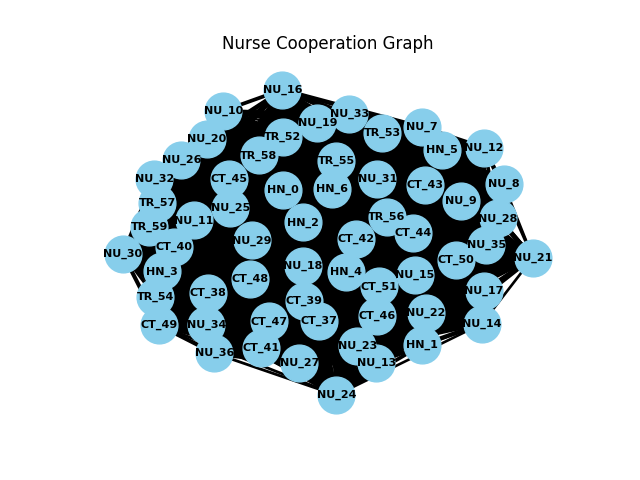 Nurse Cooperation Graph
NU_16
NU_10
NU_33
NU_19
NU_7
TR_53
TR_52
NU_20
NU_12
HN_5
TR_58
NU_26
TR_55
NU_32
CT_45
NU_31
NU_8
CT_43
HN_0
HN_6
NU_9
TR_57
NU_25
TR_56
NU_28
NU_11
HN_2
TR_59
CT_44
CT_42
NU_29
NU_35
CT_40
NU_30
NU_21
CT_50
NU_18
HN_3
HN_4
NU_15
CT_48
CT_51
NU_17
CT_38
TR_54
CT_39
NU_22
CT_46
CT_37
CT_47
NU_14
CT_49
NU_34
HN_1
NU_23
CT_41
NU_36
NU_27
NU_13
NU_24